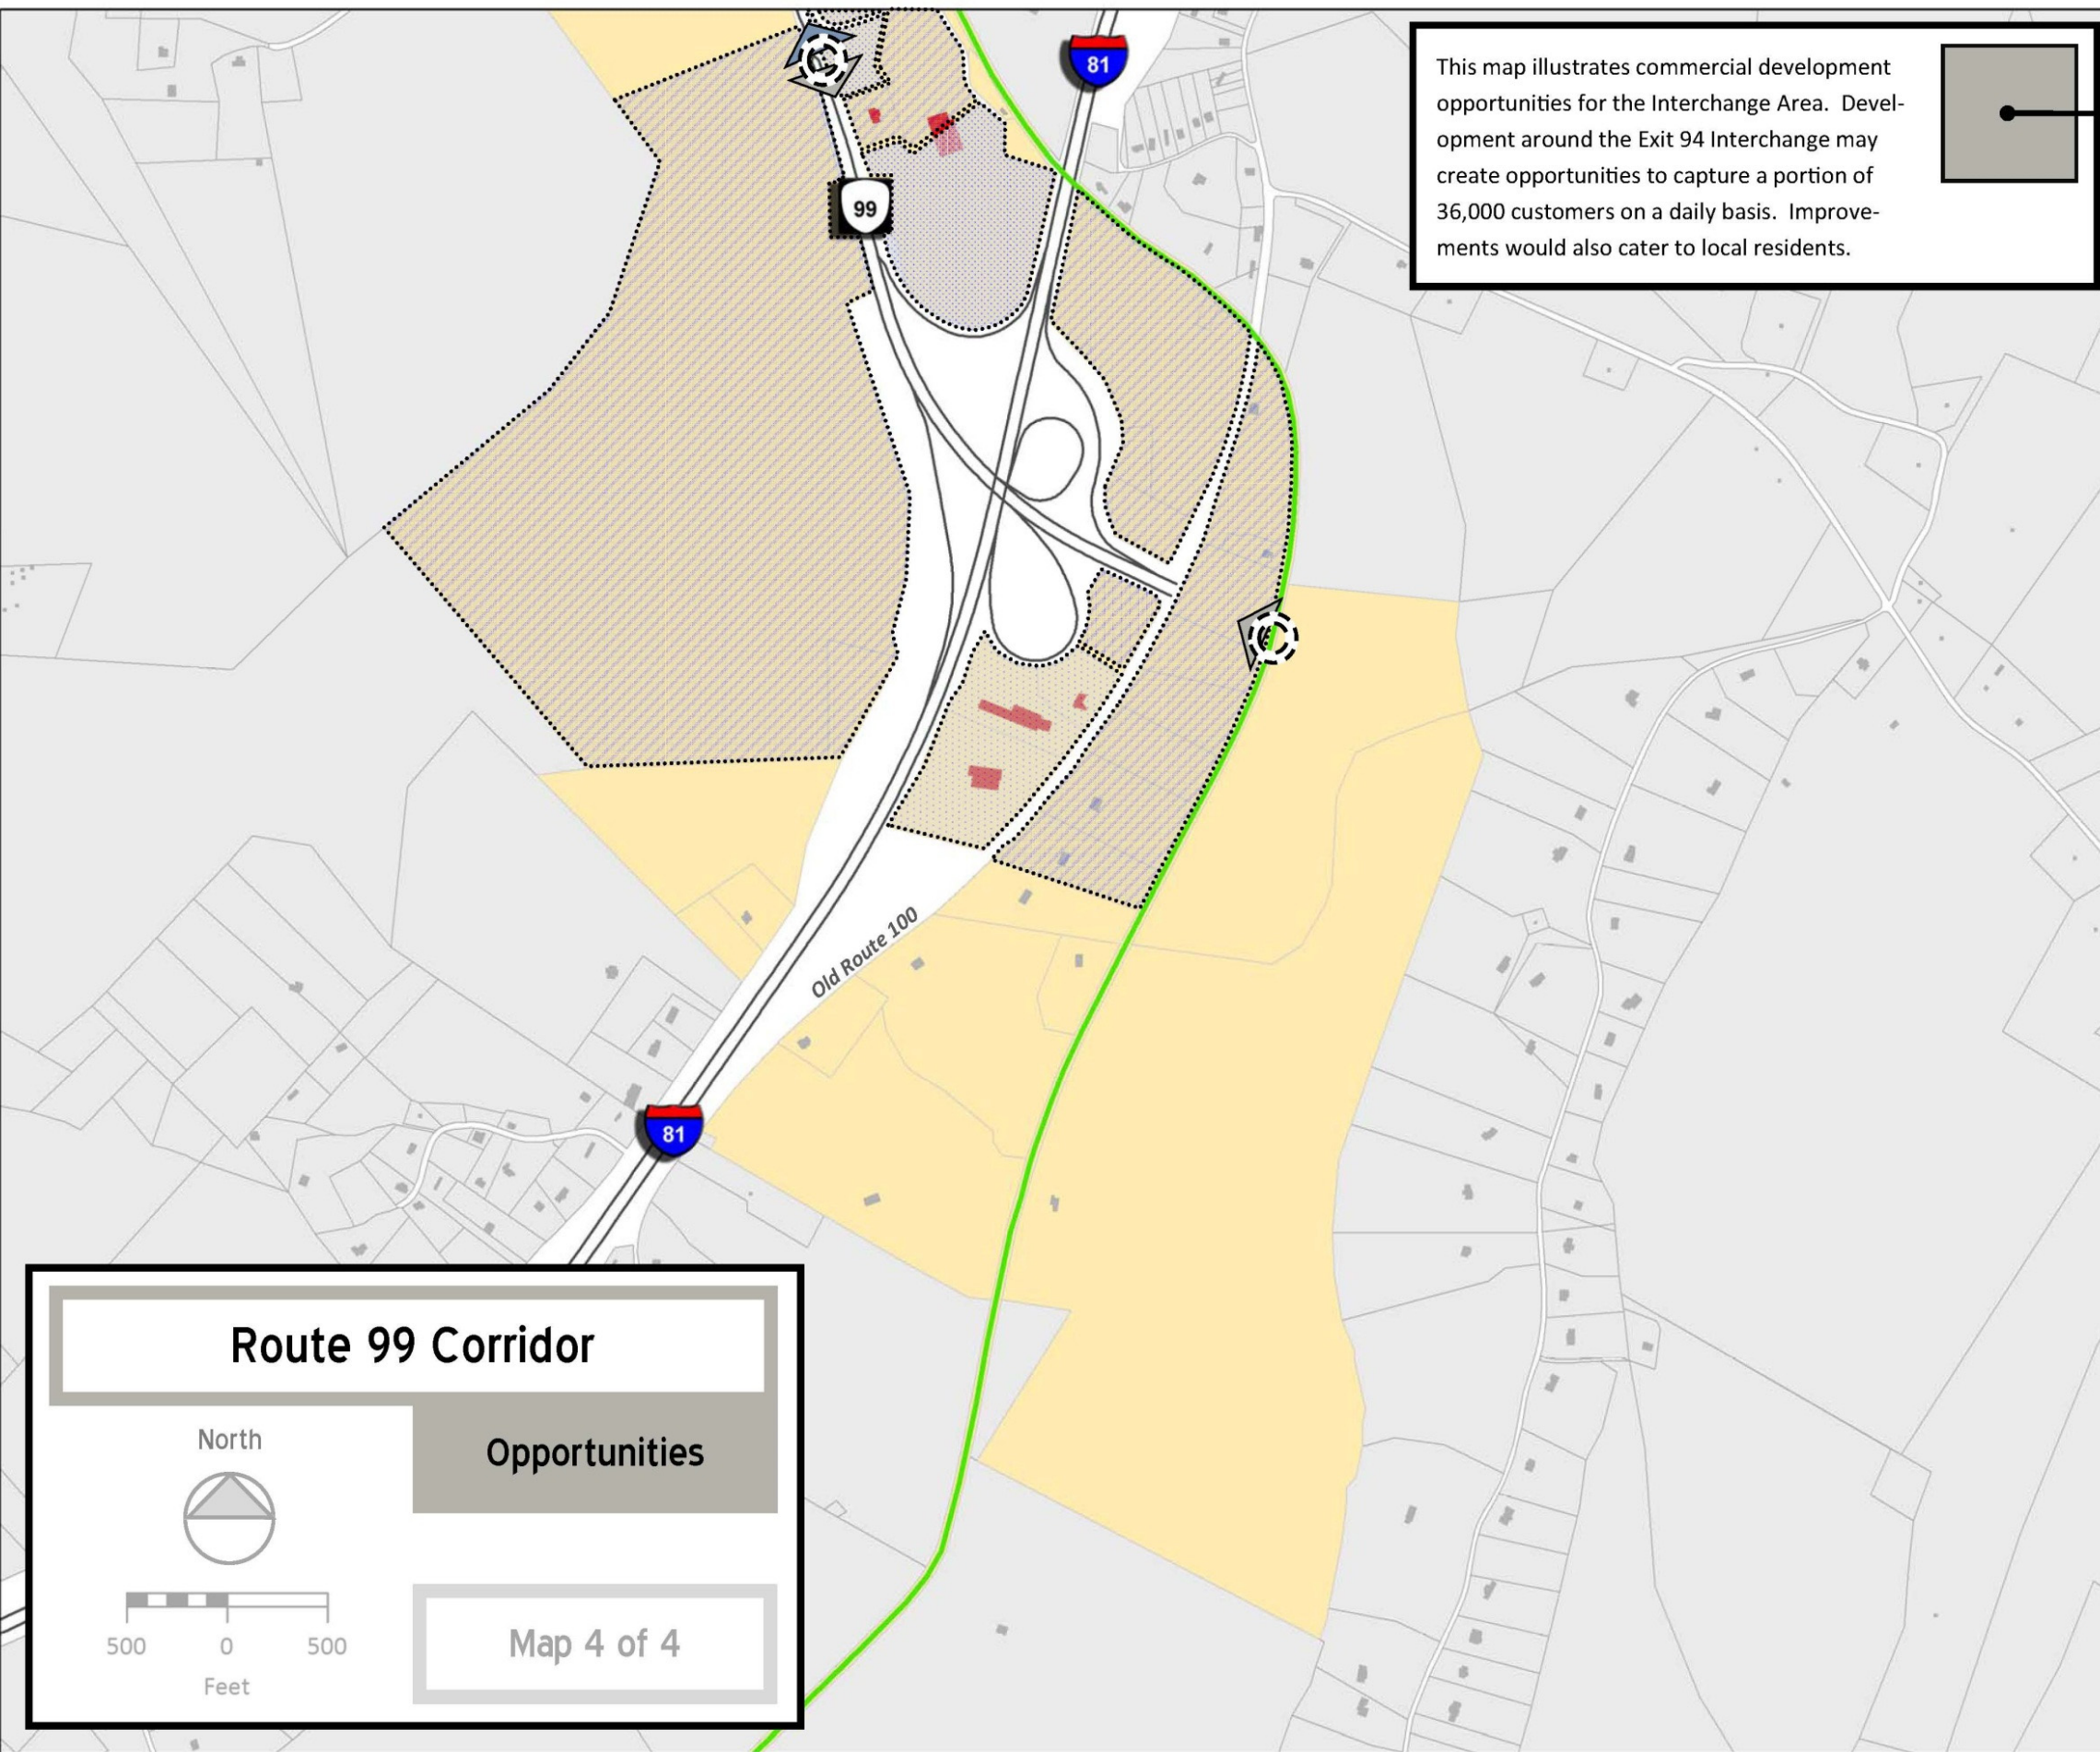 81
This map illustrates commercial development
opportunities for the Interchange Area.  Devel-
opment around the Exit 94 Interchange may
create opportunities to capture a portion of
36,000 customers on a daily basis.  Improve-
ments would also cater to local residents.
99
Old Route 100
81
Route 99 Corridor
North
Opportunities
500 0 500
Feet
Map 4 of 4